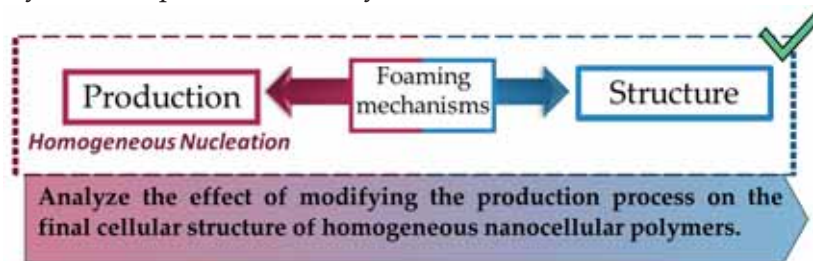 Foaming
mechanisms
Production
Structure
Homogeneous Nucleation
Analyze the effect of modifying the production process on the
final cellular structure of homogeneous nanocellular polymers.